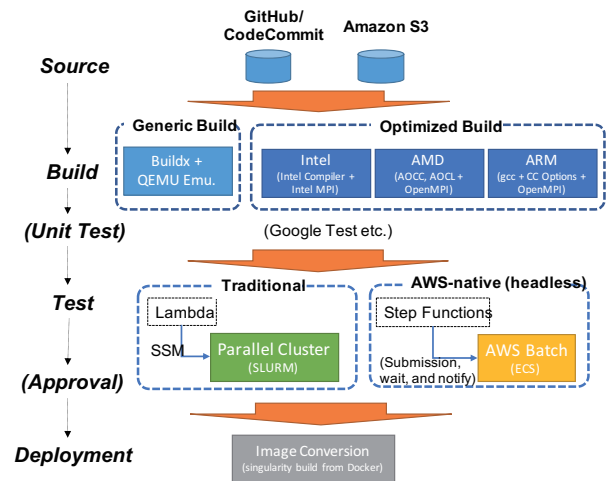 GitHub/
CodeCommit
Amazon S3
Source
Generic Build
Optimized Build
Build
Buildx +
QEMU Emu.
Intel
(Intel Compiler +
Intel MPI)
AMD
(AOCC, AOCL +
OpenMPI)
ARM
(gcc + CC Options +
OpenMPI)
(Unit Test)
(Google Test etc.)
Test
Traditional
AWS-native (headless)
Lambda
SSM
Parallel Cluster
(SLURM)
Step Functions
(Submission,
wait, and notify)
AWS Batch
(ECS)
(Approval)
Deployment
Image Conversion
(singularity build from Docker)